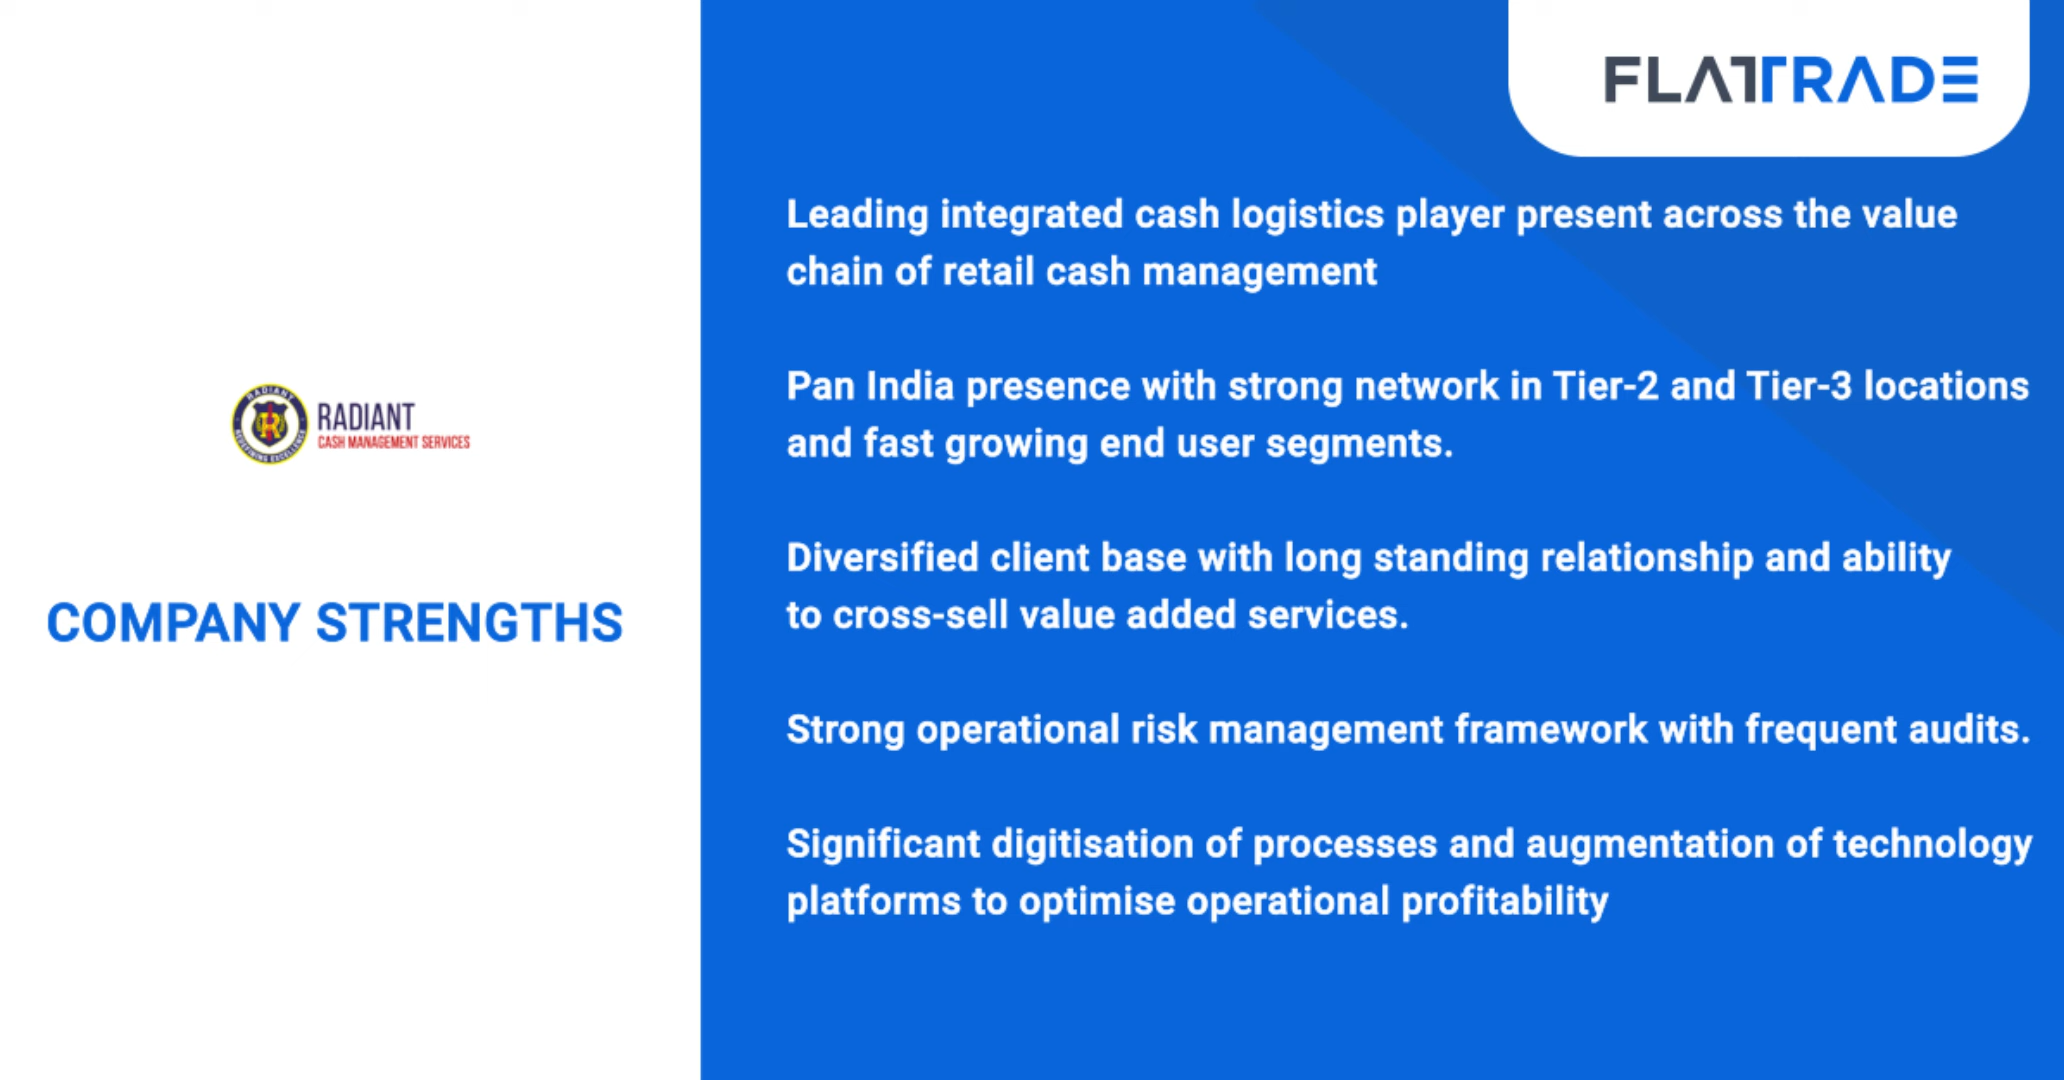 FLATTRADE
RADIANT
REDEFINING EXCELLENCE
RADIANT
CASH MANAGEMENT SERVICES
COMPANY STRENGTHS
Leading integrated cash logistics player present across the value
chain of retail cash management
Pan India presence with strong network in Tier-2 and Tier-3 locations
and fast growing end user segments.
Diversified client base with long standing relationship and ability
to cross-sell value added services.
Strong operational risk management framework with frequent audits.
Significant digitisation of processes and augmentation of technology
platforms to optimise operational profitability